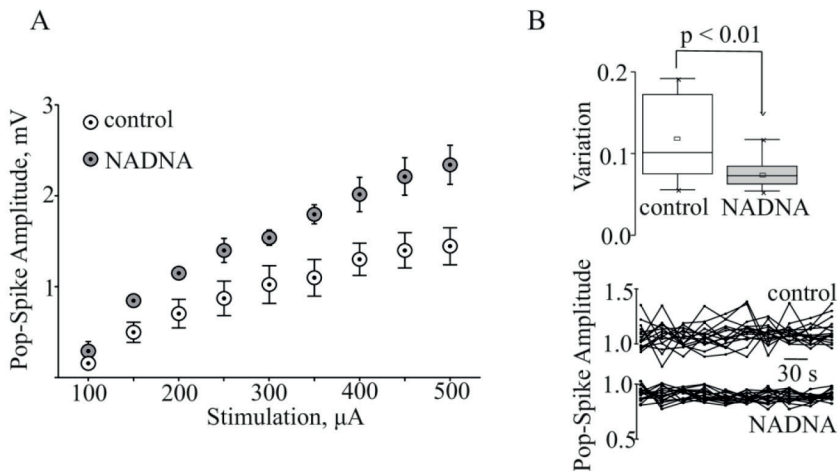 A
Pop-Spike Amplitude, mV
3
2
1
control
NADNA
100
200
300
400
500
Stimulation, μA
B
p < 0.01
Variation
0.2
0.1
0.0
control
NADNA
Pop-Spike Amplitude
1.5
1.0
1.0
0.5
control
30 s
NADNA